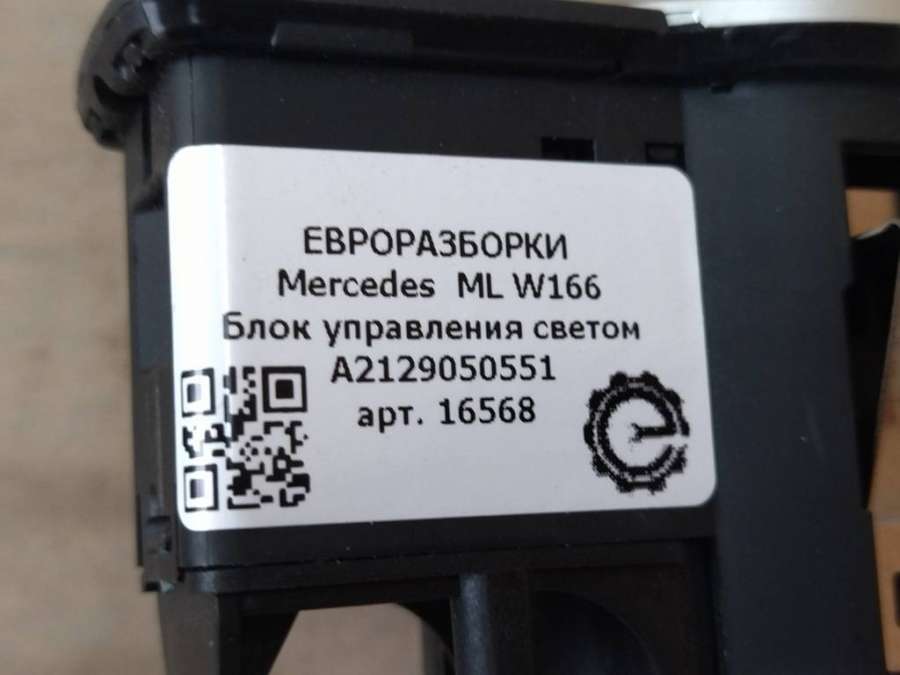 ЕВРОРАЗБОРКИ
Mercedes ML W166
Блок управления светом
A2129050551
арт. 16568